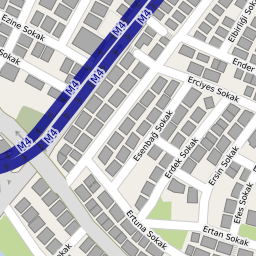 Ezine Sokak
Sokak
M4
M4
M4
M4
M4
M4
Elbirliği Sokak
Ender
Erciyes Sokak
Esenbağ Sokak
Erdek Sokak
Ersin Sokak
Efes Sokak
Ertuna Sokak
Ertan Sokak
Sokak